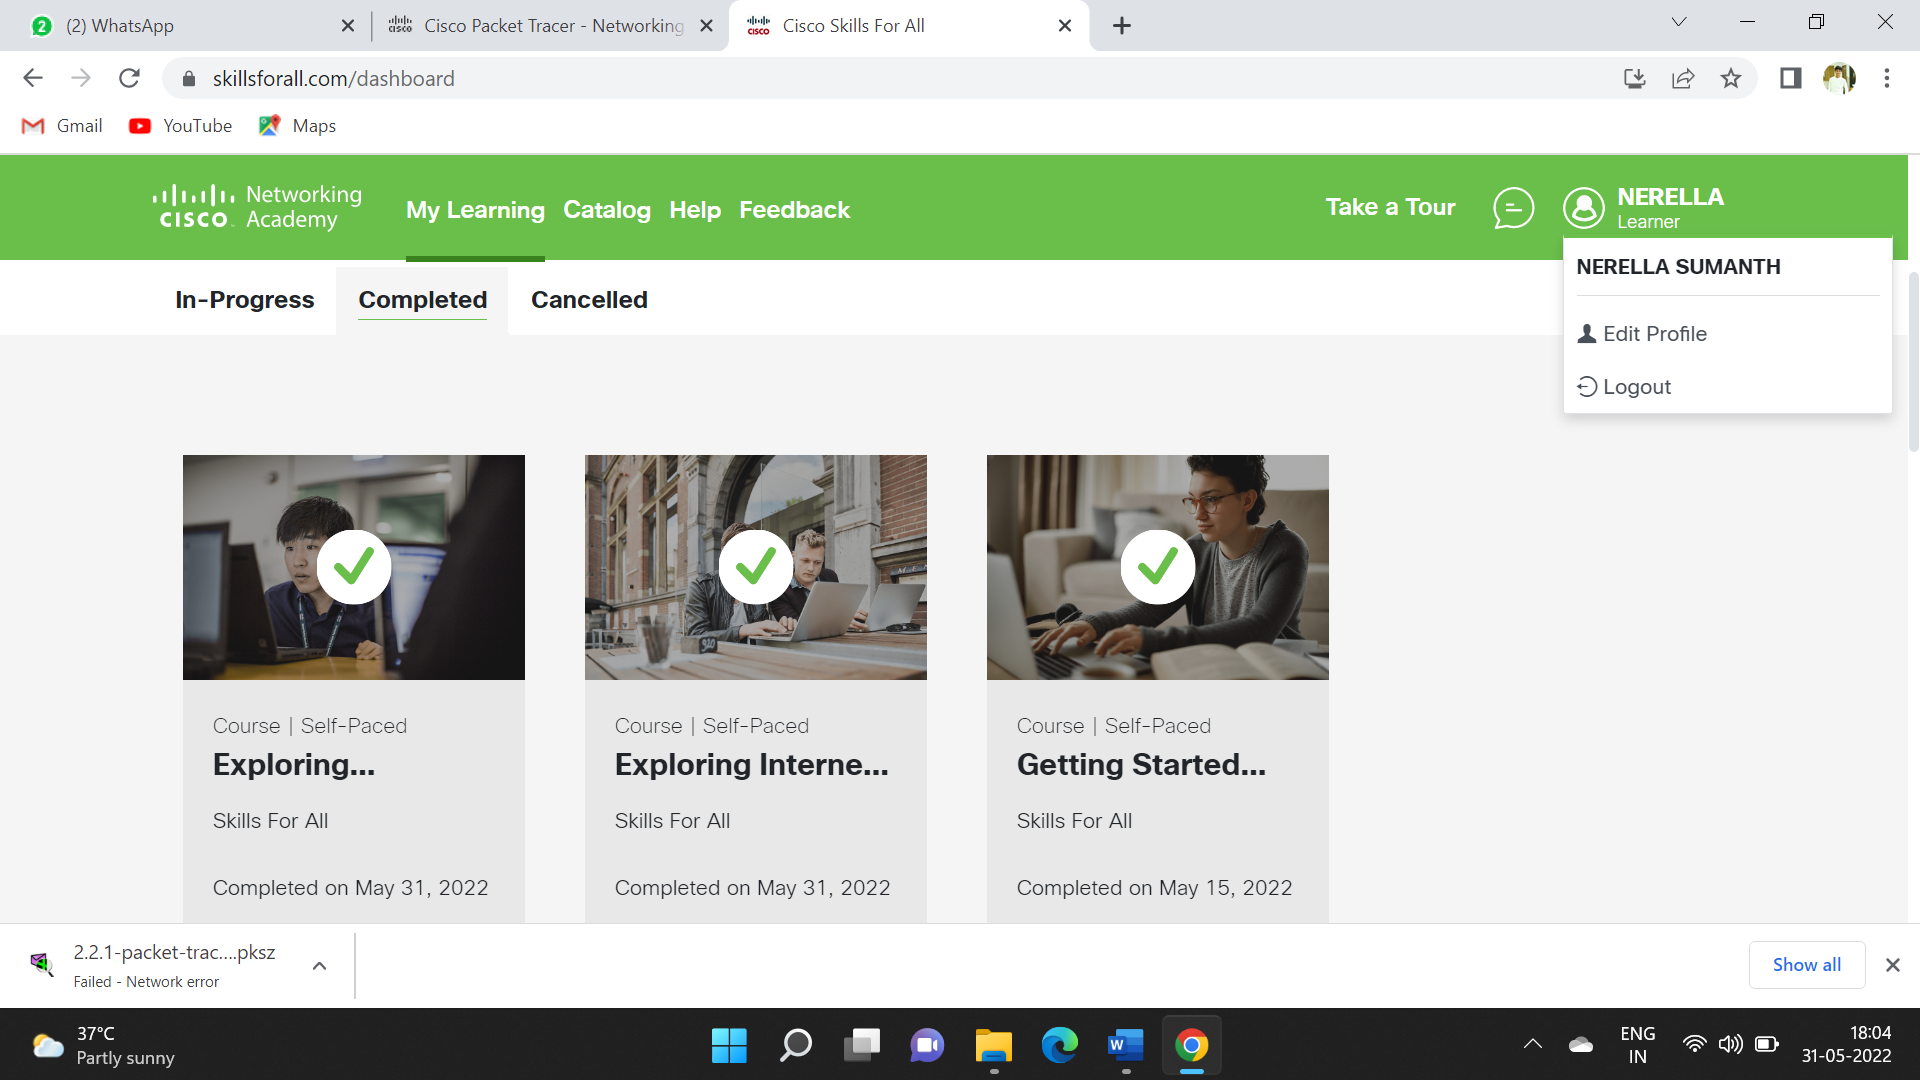 2
(2) WhatsApp
Cisco Packet Tracer - Networking
Cisco Skills For All
skillsforall.com/dashboard
Gmail
YouTube
Maps
CISCO
Networking
Academy
My Learning
Catalog
Help
Feedback
Take a Tour
NERELLA
Learner
NERELLA SUMANTH
Edit Profile
Logout
In-Progress
Completed
Cancelled
Course | Self-Paced
Exploring...
Skills For All
Completed on May 31, 2022
Course | Self-Paced
Exploring Interne...
Skills For All
Completed on May 31, 2022
Course | Self-Paced
Getting Started...
Skills For All
Completed on May 15, 2022
2.2.1-packet-trac....pksz
Failed - Network error
Show all
37°C
Partly sunny
W
ENG
IN
18:04
31-05-2022